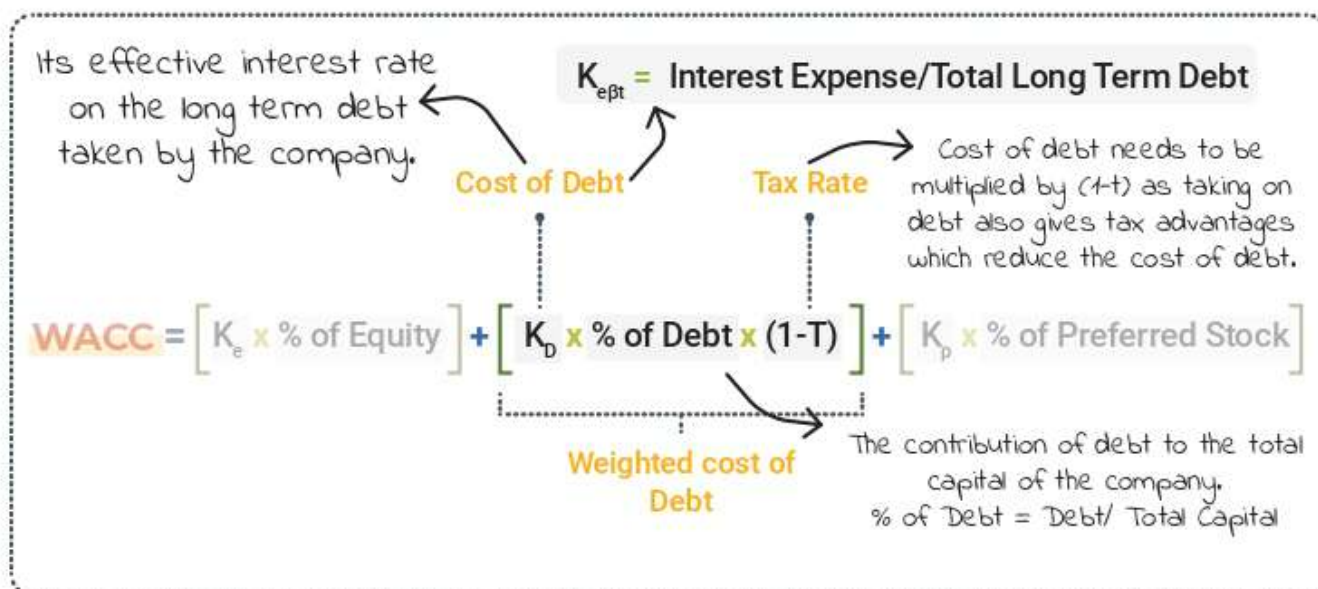 Its effective interest rate
on the long term debt
taken by the company.
Keβt = Interest Expense/Total Long Term Debt
Cost of Debt
Tax Rate
Cost of debt needs to be
multiplied by (1-t) as taking on
debt also gives tax advantages
which reduce the cost of debt.
WACC = [Ke x % of Equity] + [KD x % of Debt x (1-T)] + [Kp x % of Preferred Stock]
Weighted cost of
Debt
The contribution of debt to the total
capital of the company.
% of Debt = Debt/ Total Capital